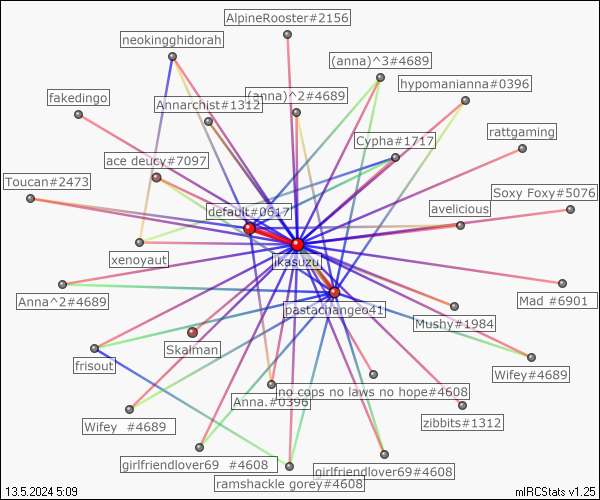 AlpineRooster#2156
neokingghidorah
(anna)^3#4689
hypomanianna#0396
fakedingo
Annarchist#1312
(anna)^2#4689
Cypha#1717
rattgaming
ace deucy#7097
Toucan#2473
Soxy Foxy#5076
default#0617
avelicious
xenoyaut
ikasuzu
Anna^2#4689
pastachangeo41
Mad #6901
Mushy#1984
Skalman
frisout
Wifey#4689
no cops no laws no hope#4608
Anna.#0396
zibbits#1312
Wifey #4689
girlfriendlover69 #4608
girlfriendlover69#4608
ramshackle gorey#4608
13.5.2024 5:09
mIRCStats v1.25